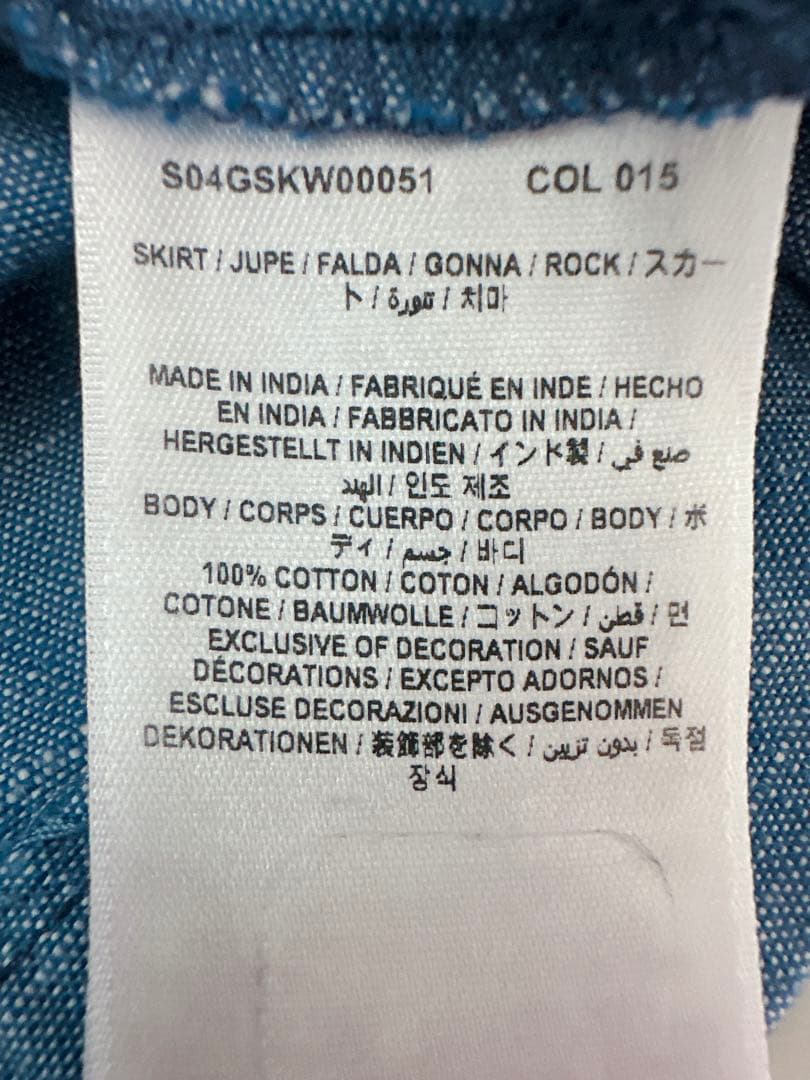 S04GSKW00051 COL 015
SKIRT / JUPE / FALDA / GONNA / ROCK / スカー
ト / تنورة / 치마
MADE IN INDIA / FABRIQUÉ EN INDE / HECHO
EN INDIA / FABBRICATO IN INDIA /
HERGESTELLT IN INDIEN / インド製 / صنع في
الهند / 인도 제조
BODY / CORPS / CUERPO / CORPO / BODY / ボ
ディ / جسم / 바디
100% COTTON / COTON / ALGODÓN /
COTONE / BAUMWOLLE / コットン / قطن / 면
EXCLUSIVE OF DECORATION / SAUF
DÉCORATIONS / EXCEPTO ADORNOS /
ESCLUSE DECORAZIONI / AUSGENOMMEN
DEKORATIONEN / 装飾部を除く / بدون تزيين / 독점
장식